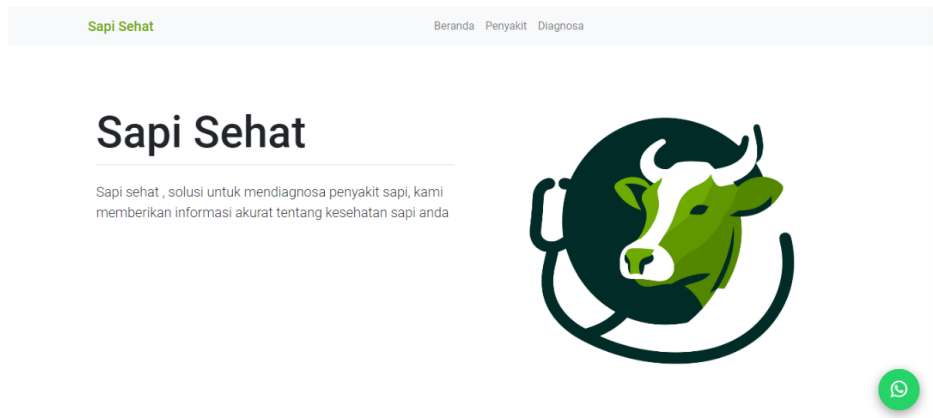 Sapi Sehat
Beranda Penyakit Diagnosa
Sapi Sehat
Sapi sehat , solusi untuk mendiagnosa penyakit sapi, kami
memberikan informasi akurat tentang kesehatan sapi anda